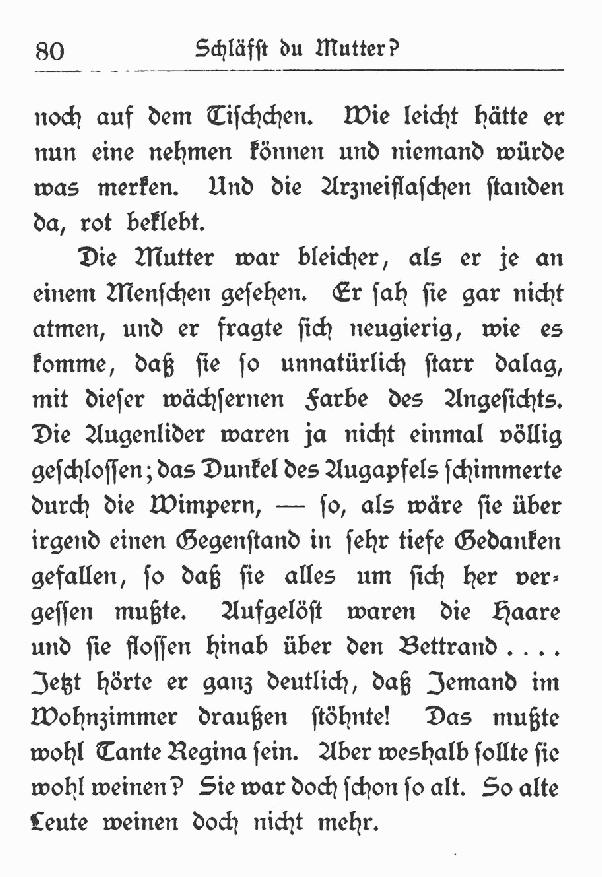 80 Schläfst du Mutter?
noch auf dem Tischchen. Wie leicht hätte er
nun eine nehmen können und niemand würde
was merken. Und die Arzneiflaschen standen
da, rot beklebt.
Die Mutter war bleicher, als er je an
einem Menschen gesehen. Er sah sie gar nicht
atmen, und er fragte sich neugierig, wie es
komme, daß sie so unnatürlich starr dalag,
mit dieser wächsernen Farbe des Angesichts.
Die Augenlider waren ja nicht einmal völlig
geschlossen; das Dunkel des Augapfels schimmerte
durch die Wimpern, — so, als wäre sie über
irgend einen Gegenstand in sehr tiefe Gedanken
gefallen, so daß sie alles um sich her ver-
gessen mußte. Aufgelöst waren die Haare
und sie flossen hinab über den Bettrand . . . .
Jetzt hörte er ganz deutlich, daß Jemand im
Wohnzimmer draußen stöhnte! Das mußte
wohl Tante Regina sein. Aber weshalb sollte sie
wohl weinen? Sie war doch schon so alt. So alte
Leute weinen doch nicht mehr.